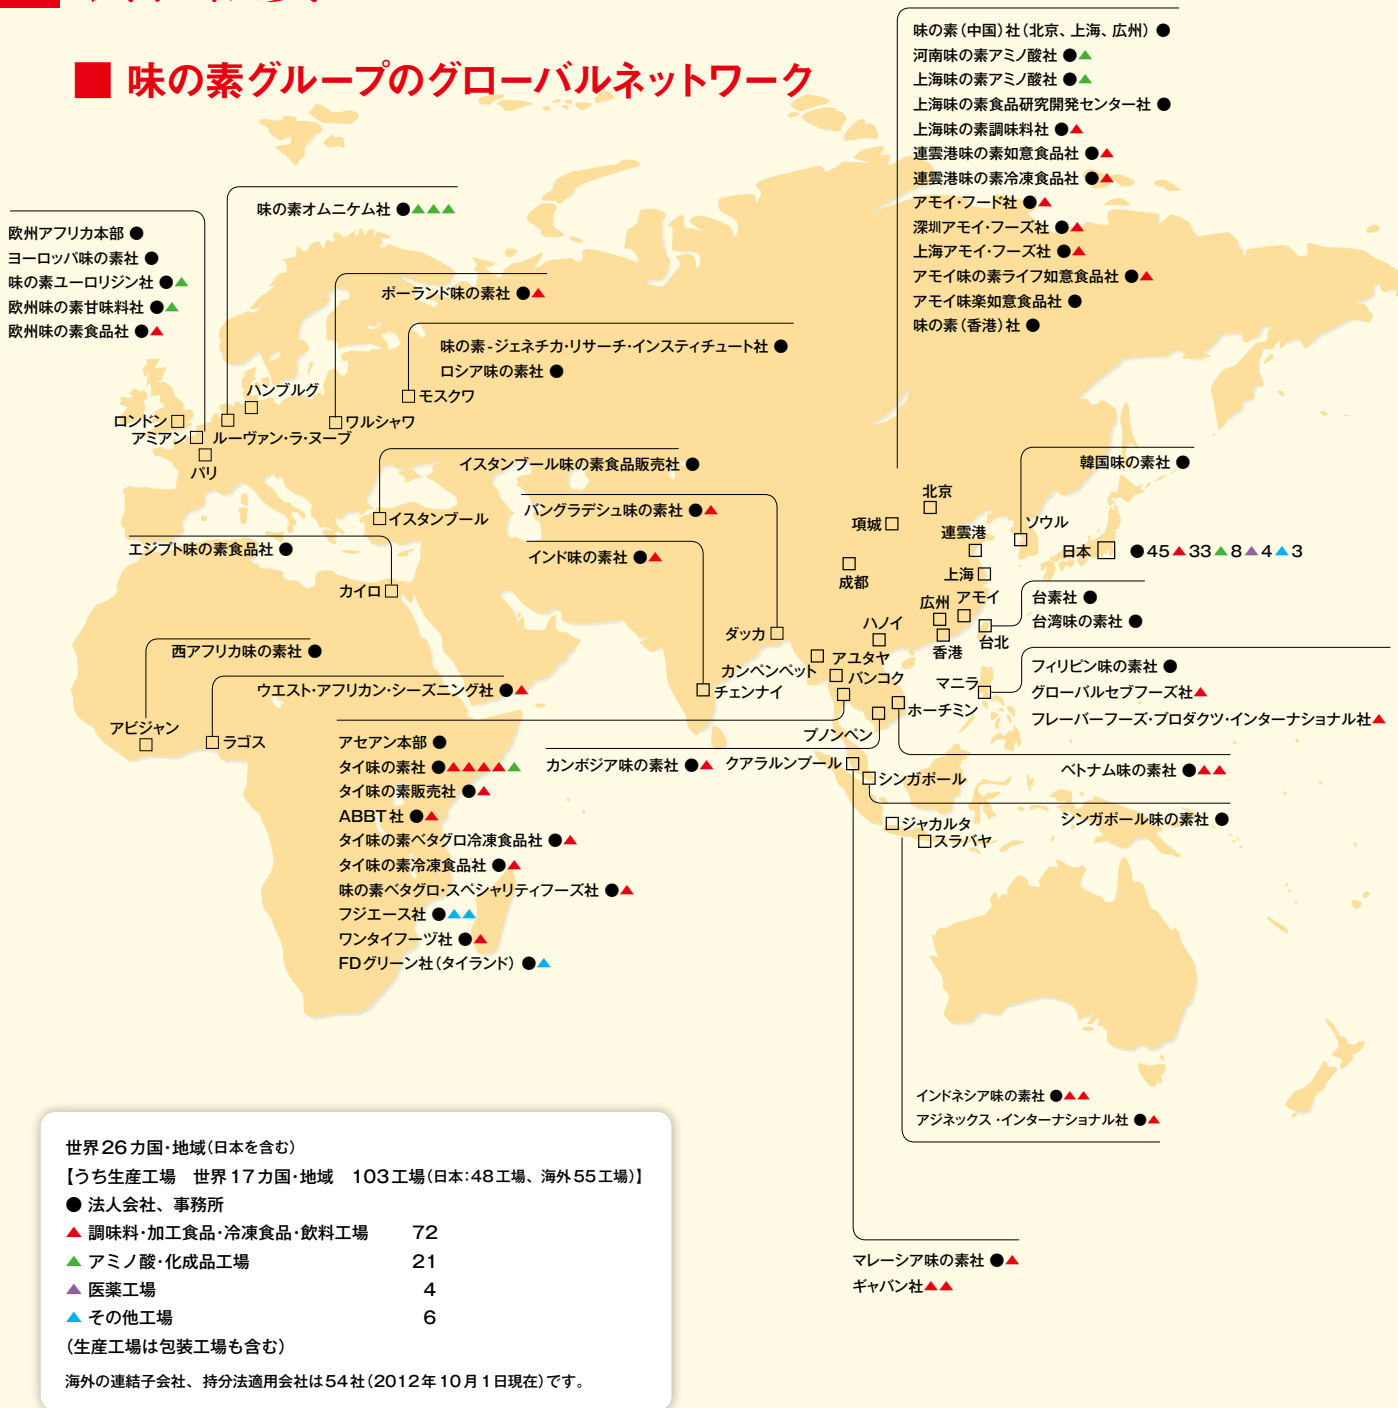 ■ 味の素グループのグローバルネットワーク
味の素(中国)社(北京、上海、広州) ●
河南味の素アミノ酸社 ●▲
上海味の素アミノ酸社 ●▲
上海味の素食品研究開発センター社 ●
上海味の素調味料社 ●▲
連雲港味の素如意食品社 ●▲
連雲港味の素冷凍食品社 ●▲
アモイ・フード社 ●▲
深圳アモイ・フーズ社 ●▲
上海アモイ・フーズ社 ●▲
アモイ味の素ライフ如意食品社 ●▲
アモイ味楽如意食品社 ●
味の素(香港)社 ●
味の素オムニケム社 ●▲▲▲
欧州アフリカ本部 ●
ヨーロッパ味の素社 ●
味の素ユーロリジン社 ●▲
欧州味の素甘味料社 ●▲
欧州味の素食品社 ●▲
ポーランド味の素社 ●▲
味の素-ジェネチカ・リサーチ・インスティチュート社 ●
ロシア味の素社 ●
ハンブルグ
モスクワ
ロンドン
ワルシャワ
アミアン
ルーヴァン・ラ・ヌーブ
パリ
イスタンブール味の素食品販売社 ●
韓国味の素社 ●
バングラデシュ味の素社 ●▲
イスタンブール
北京
項城
ソウル
連雲港
エジプト味の素食品社 ●
インド味の素社 ●▲
日本 ●45▲33▲8▲4▲3
成都
上海
カイロ
アモイ
広州
台素社 ●
台湾味の素社 ●
ハノイ
ダッカ
香港
台北
西アフリカ味の素社 ●
アユタヤ
カンペンペット
バンコク
フィリピン味の素社 ●
グローバルセブフーズ社▲
フレーバーフーズ・プロダクツ・インターナショナル社▲
マニラ
ウエスト・アフリカン・シーズニング社 ●▲
チェンナイ
ホーチミン
アビジャン
ラゴス
プノンペン
アセアン本部 ●
タイ味の素社 ●▲▲▲▲▲
タイ味の素販売社 ●▲
ABBT社 ●▲
タイ味の素ベタグロ冷凍食品社 ●▲
タイ味の素冷凍食品社 ●▲
味の素ベタグロ・スペシャリティフーズ社 ●▲
フジエース社 ●▲▲
ワンタイフーヅ社 ●▲
FDグリーン社(タイランド) ●▲
カンボジア味の素社 ●▲
クアラルンプール
シンガポール
ベトナム味の素社 ●▲▲
シンガポール味の素社 ●
ジャカルタ
スラバヤ
インドネシア味の素社 ●▲▲
アジネックス・インターナショナル社 ●▲
マレーシア味の素社 ●▲
ギャバン社▲▲
世界26カ国・地域(日本を含む)
【うち生産工場 世界17カ国・地域 103工場(日本:48工場、海外55工場)】
● 法人会社、事務所
▲ 調味料・加工食品・冷凍食品・飲料工場 72
▲ アミノ酸・化成品工場 21
▲ 医薬工場 4
▲ その他工場 6
(生産工場は包装工場も含む)
海外の連結子会社、持分法適用会社は54社(2012年10月1日現在)です。